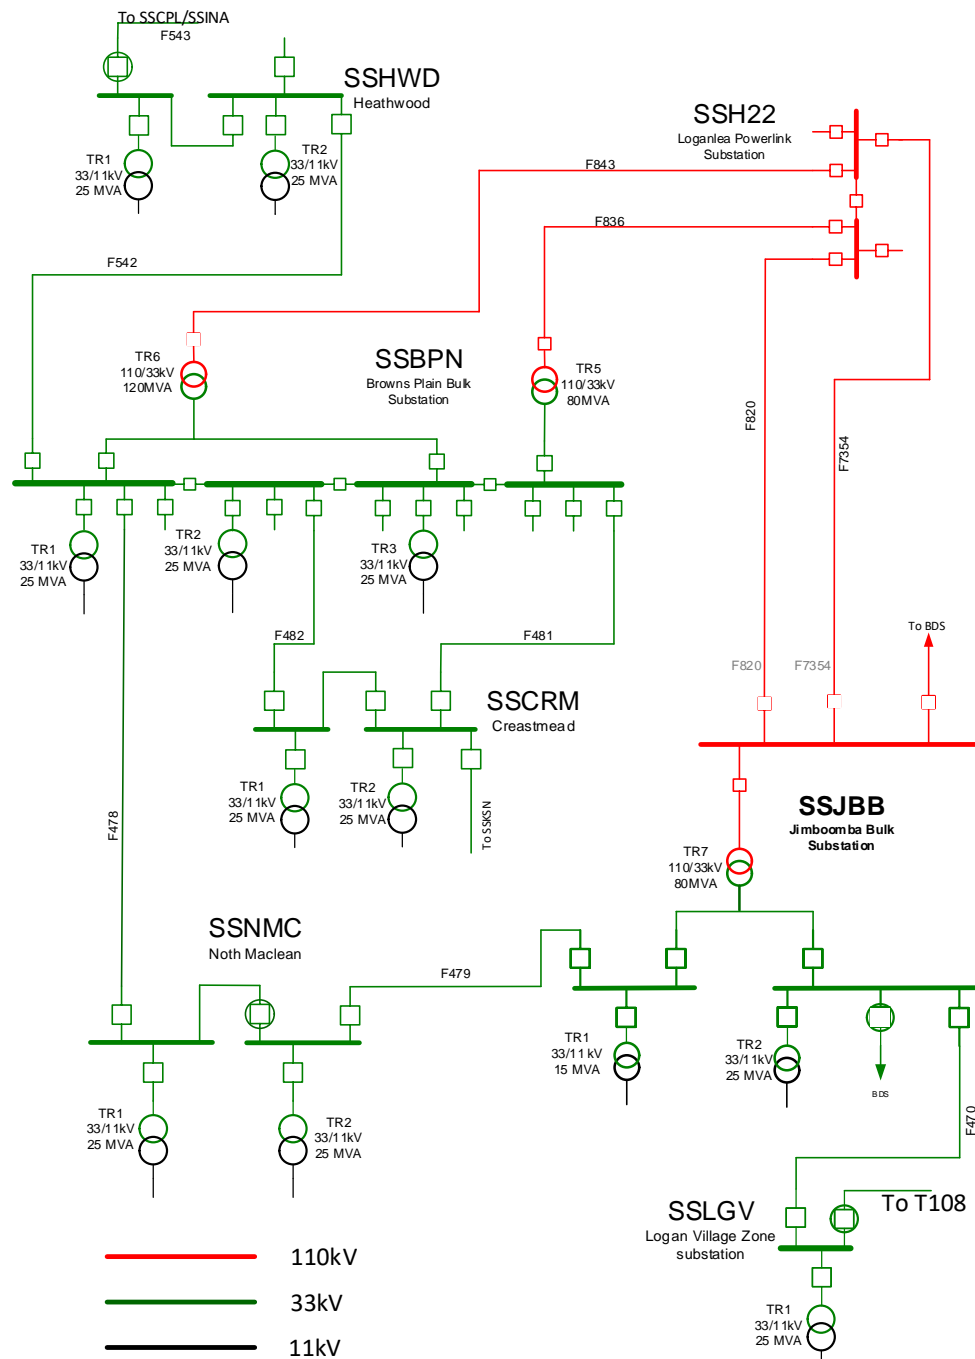 To SSCPL/SSINA
F543
SSHWD
Heathwood
TR1
33/11kV
25 MVA
TR2
33/11kV
25 MVA
SSH22
Loganlea Powerlink
Substation
F843
F836
F542
TR6
110/33kV
120MVA
SSBPN
Browns Plain Bulk
Substation
TR5
110/33kV
80MVA
F820
F7354
TR1
33/11kV
25 MVA
TR2
33/11kV
25 MVA
TR3
33/11kV
25 MVA
F482
F481
To BDS
F820
F7354
SSCRM
Creastmead
TR1
33/11kV
25 MVA
TR2
33/11kV
25 MVA
To SSKSN
F478
SSJBB
Jimboomba Bulk
Substation
TR7
110/33kV
80MVA
SSNMC
Noth Maclean
F479
TR1
33/11 kV
15 MVA
TR2
33/11kV
25 MVA
BDS
F470
TR1
33/11kV
25 MVA
TR2
33/11kV
25 MVA
SSLGV
Logan Village Zone
substation
To T108
TR1
33/11kV
25 MVA
110kV
33kV
11kV